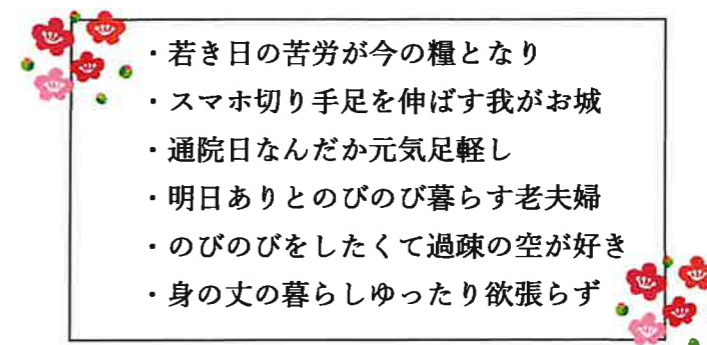 ・若き日の苦労が今の糧となり
・スマホ切り手足を伸ばす我がお城
・通院日なんだか元気足軽し
・明日ありとのびのび暮らす老夫婦
・のびのびをしたくて過疎の空が好き
・身の丈の暮らしゆったり欲張らず